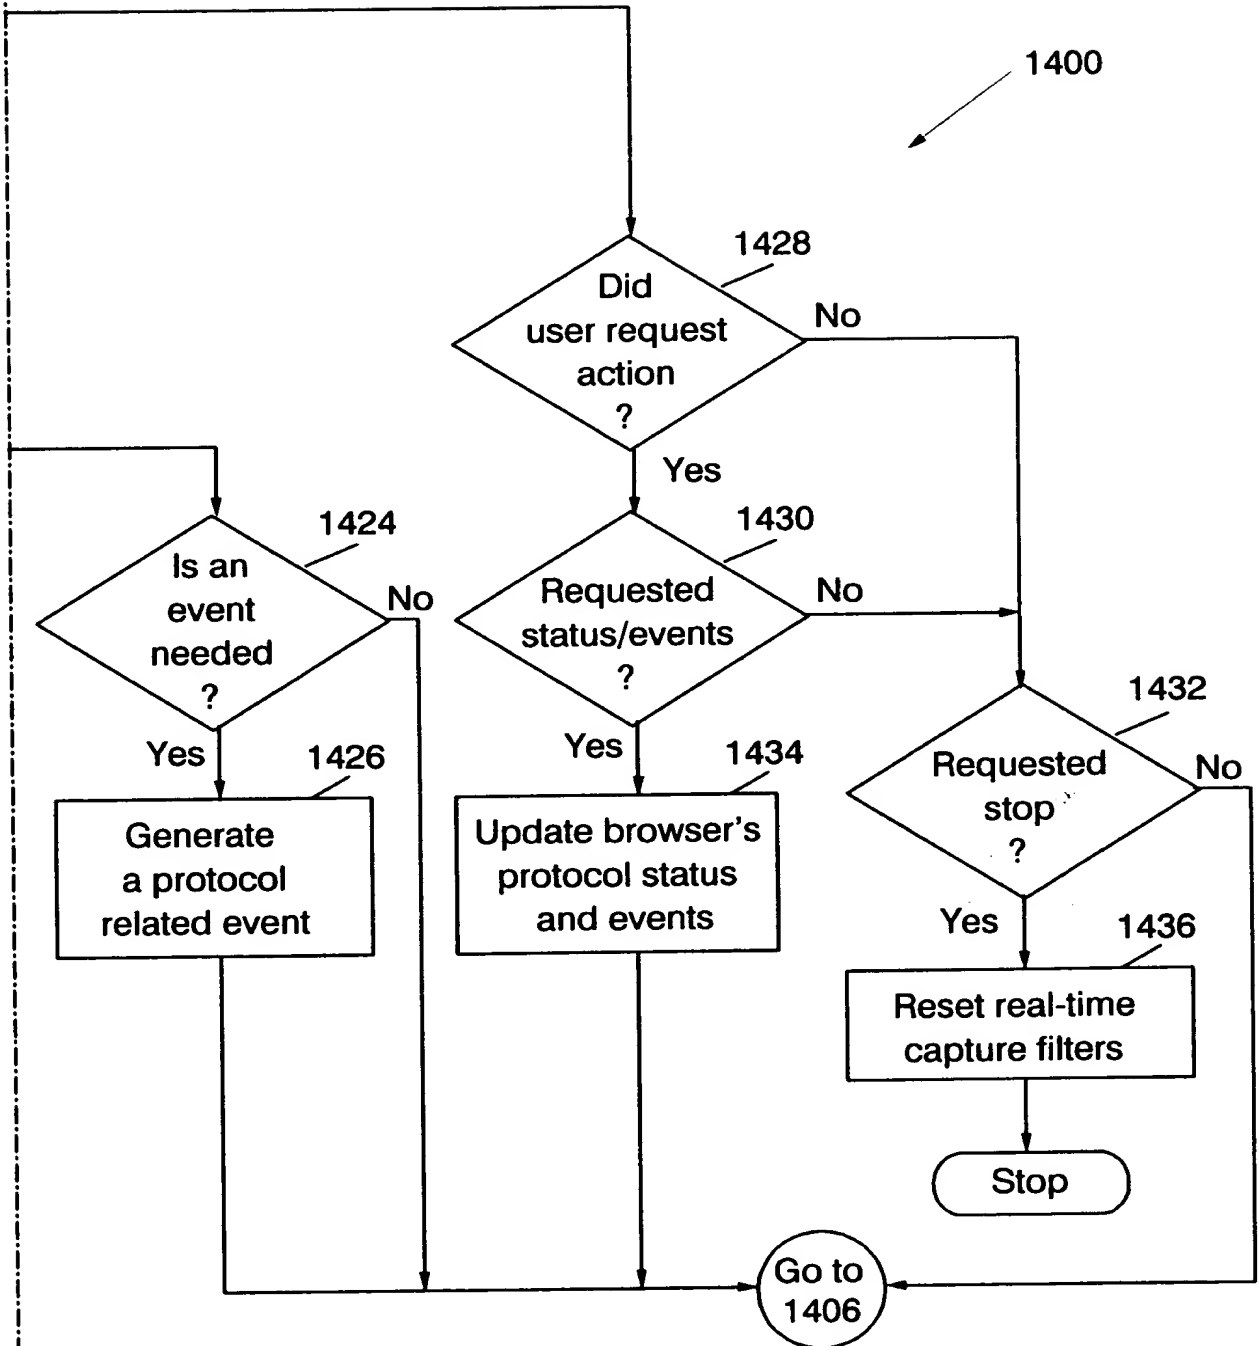 1400
1428
Did
user request
action
?
No
Yes
1424
Is an
event
needed
?
No
Yes
1430
Requested
status/events
?
No
Yes
1432
Requested
stop
?
No
Yes
1426
Generate
a protocol
related event
1434
Update browser's
protocol status
and events
1436
Reset real-time
capture filters
Stop
Go to
1406